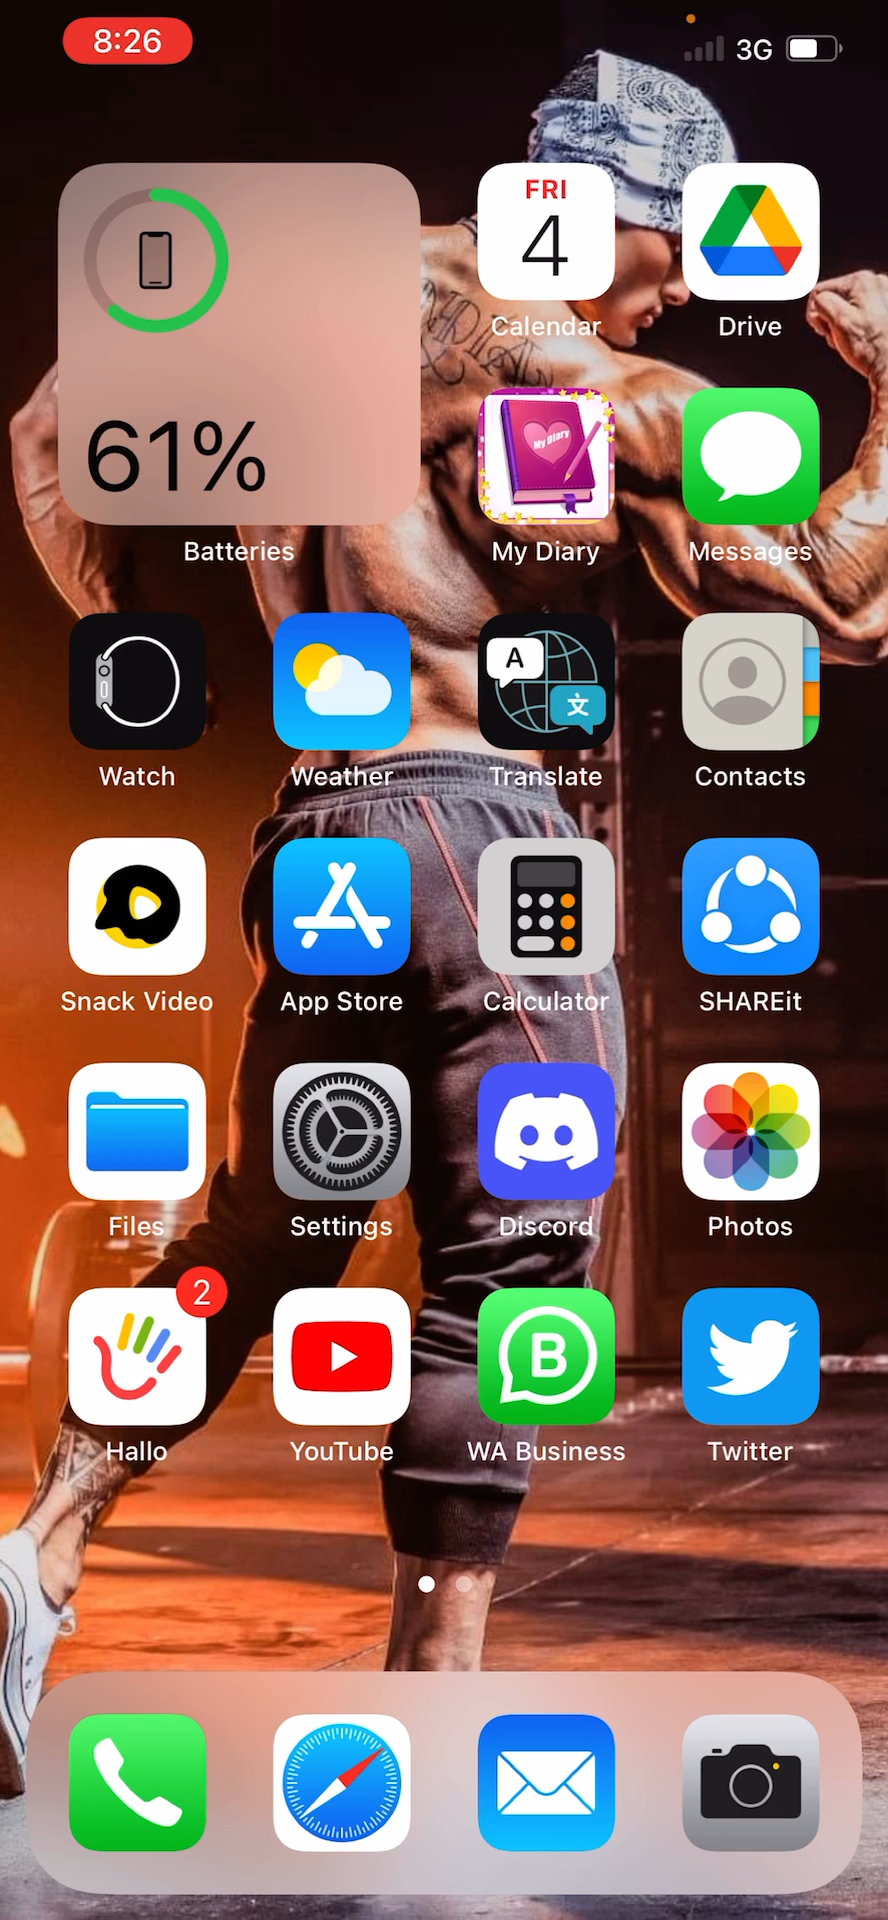 8:26
3G
FRI
4
Calendar
Drive
61%
Batteries
My Diary
My Diary
Messages
A
文
Watch
Weather
Translate
Contacts
Snack Video
App Store
Calculator
SHAREit
Files
Settings
Discord
Photos
2
B
Hallo
YouTube
WA Business
Twitter